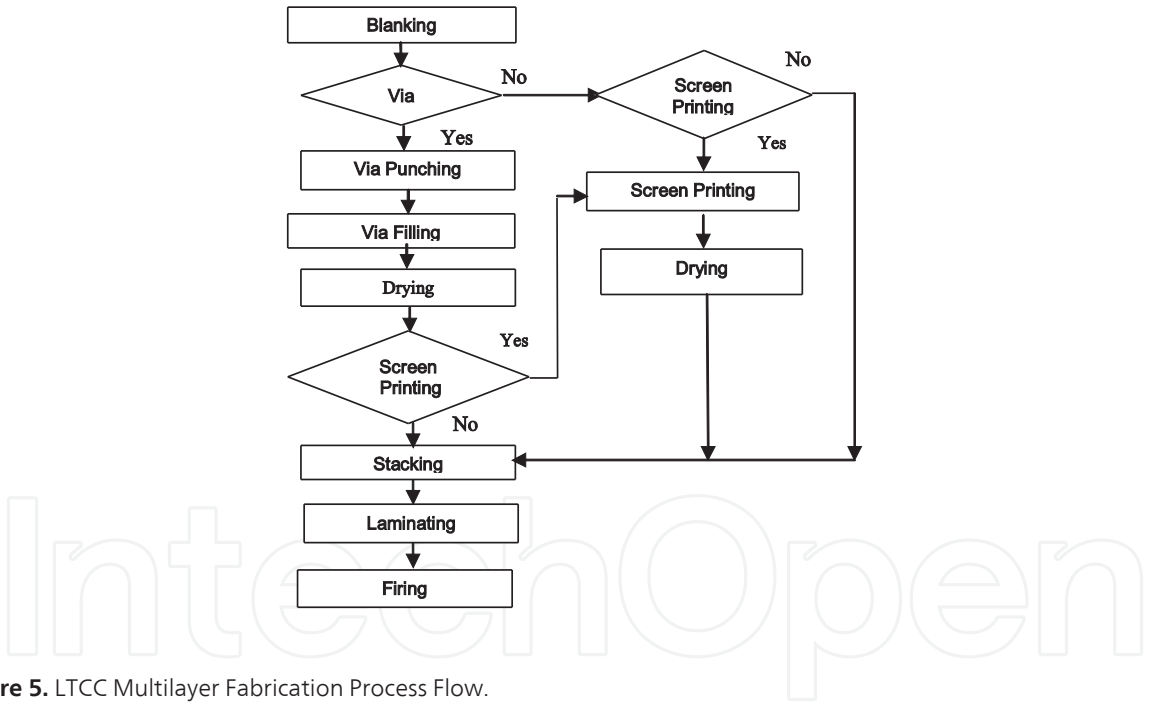 Blanking
Via
No
Screen
Printing
No
Yes
Yes
Via Punching
Screen Printing
Via Filling
Drying
Drying
Yes
Screen
Printing
No
Stacking
Laminating
Firing
IntechOpen
re 5. LTCC Multilayer Fabrication Process Flow.